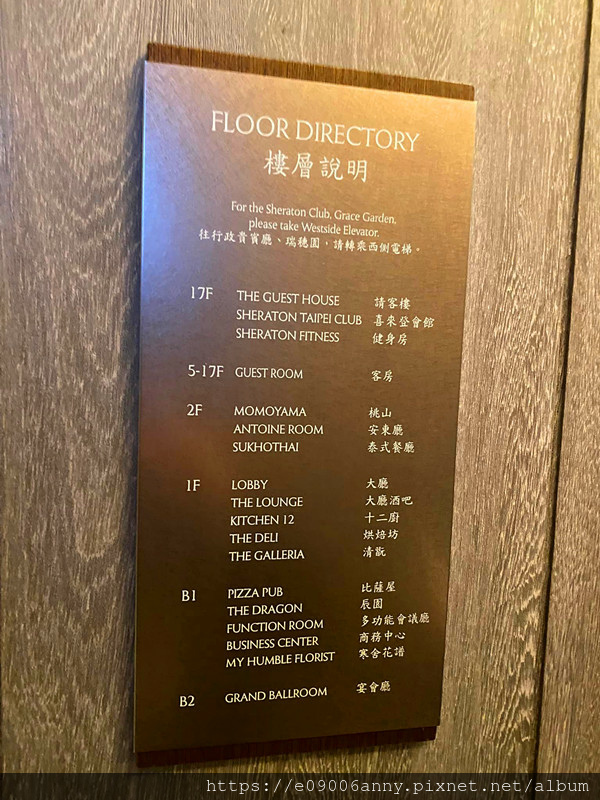 FLOOR DIRECTORY
樓層說明
For the Sheraton Club, Grace Garden,
please take Westside Elevator.
往行政貴賓廳、瑞穗園，請轉乘西側電梯。
17F THE GUEST HOUSE 請客樓
SHERATON TAIPEI CLUB 喜來登會館
SHERATON FITNESS 健身房
5-17F GUEST ROOM 客房
2F MOMOYAMA 桃山
ANTOINE ROOM 安東廳
SUKHOTHAI 泰式餐廳
1F LOBBY 大廳
THE LOUNGE 大廳酒吧
KITCHEN 12 十二廚
THE DELI 烘焙坊
THE GALLERIA 清翫
B1 PIZZA PUB 比薩屋
THE DRAGON 辰園
FUNCTION ROOM 多功能會議廳
BUSINESS CENTER 商務中心
MY HUMBLE FLORIST 寒舍花譜
B2 GRAND BALLROOM 宴會廳
https://e09006anny.pixnet.net/album